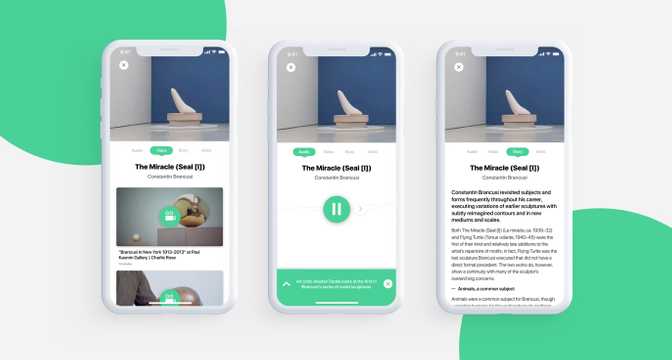 9:41
Audio Video Story Artist
The Miracle (Seal [I])
Constantin Brancusi
"Brancusi in New York 1913-2013" at Paul
Kasmin Gallery | Charlie Rose
9:41
Audio Video Story Artist
The Miracle (Seal [I])
Constantin Brancusi
Brancusi's series of
9:41
Audio Video Story Artist
The Miracle (Seal [I])
Constantin Brancusi
Constantin Brancusi revisited subjects and
forms frequently throughout his career,
executing variations of earlier sculptures with
subtly reimagined contours and in new
mediums and scales.
Both The Miracle (Seal [I]) (Le miracle, ca. 1930–32)
and Flying Turtle (Tortue volante, 1940–45) were the
first of their kind and relatively late additions to the
artist's repertoire of motifs; in fact, Flying Turtle was the
last sculpture Brancusi executed that did not have a
direct formal precedent. The two works do, however,
show a continuity with many of the sculptor's
overarching concerns.
— Animals, a common subject
Animals were a common subject for Brancusi, though